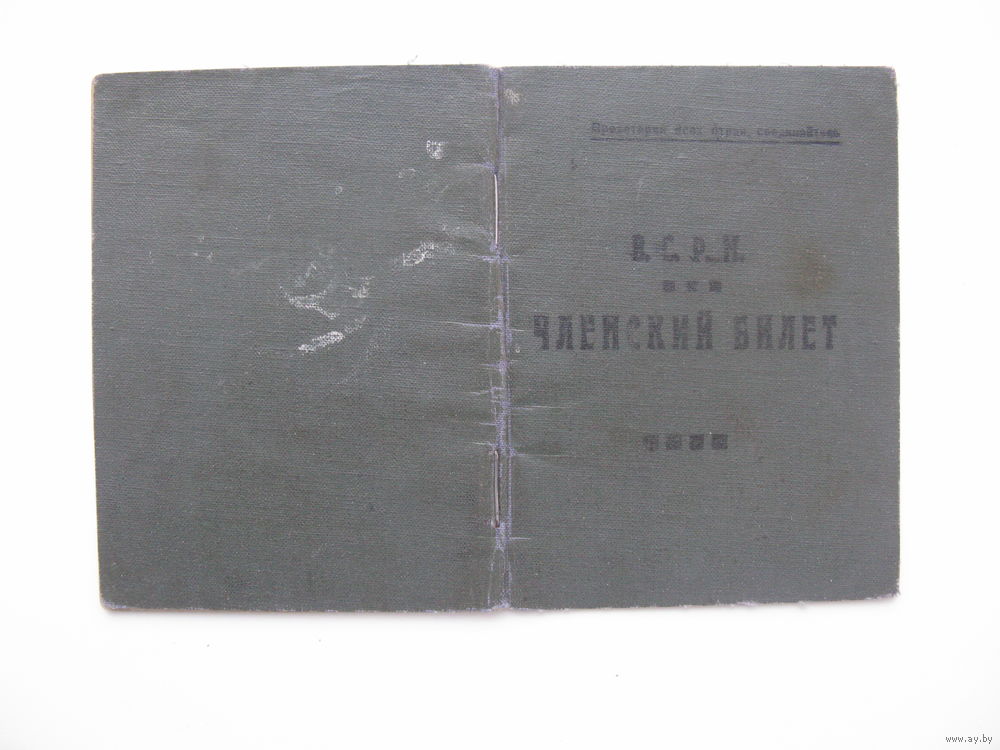 Пролетарии всех стран, соединяйтесь
В. С. Р. М.
ЧЛЕНСКИЙ БИЛЕТ
www.ay.by